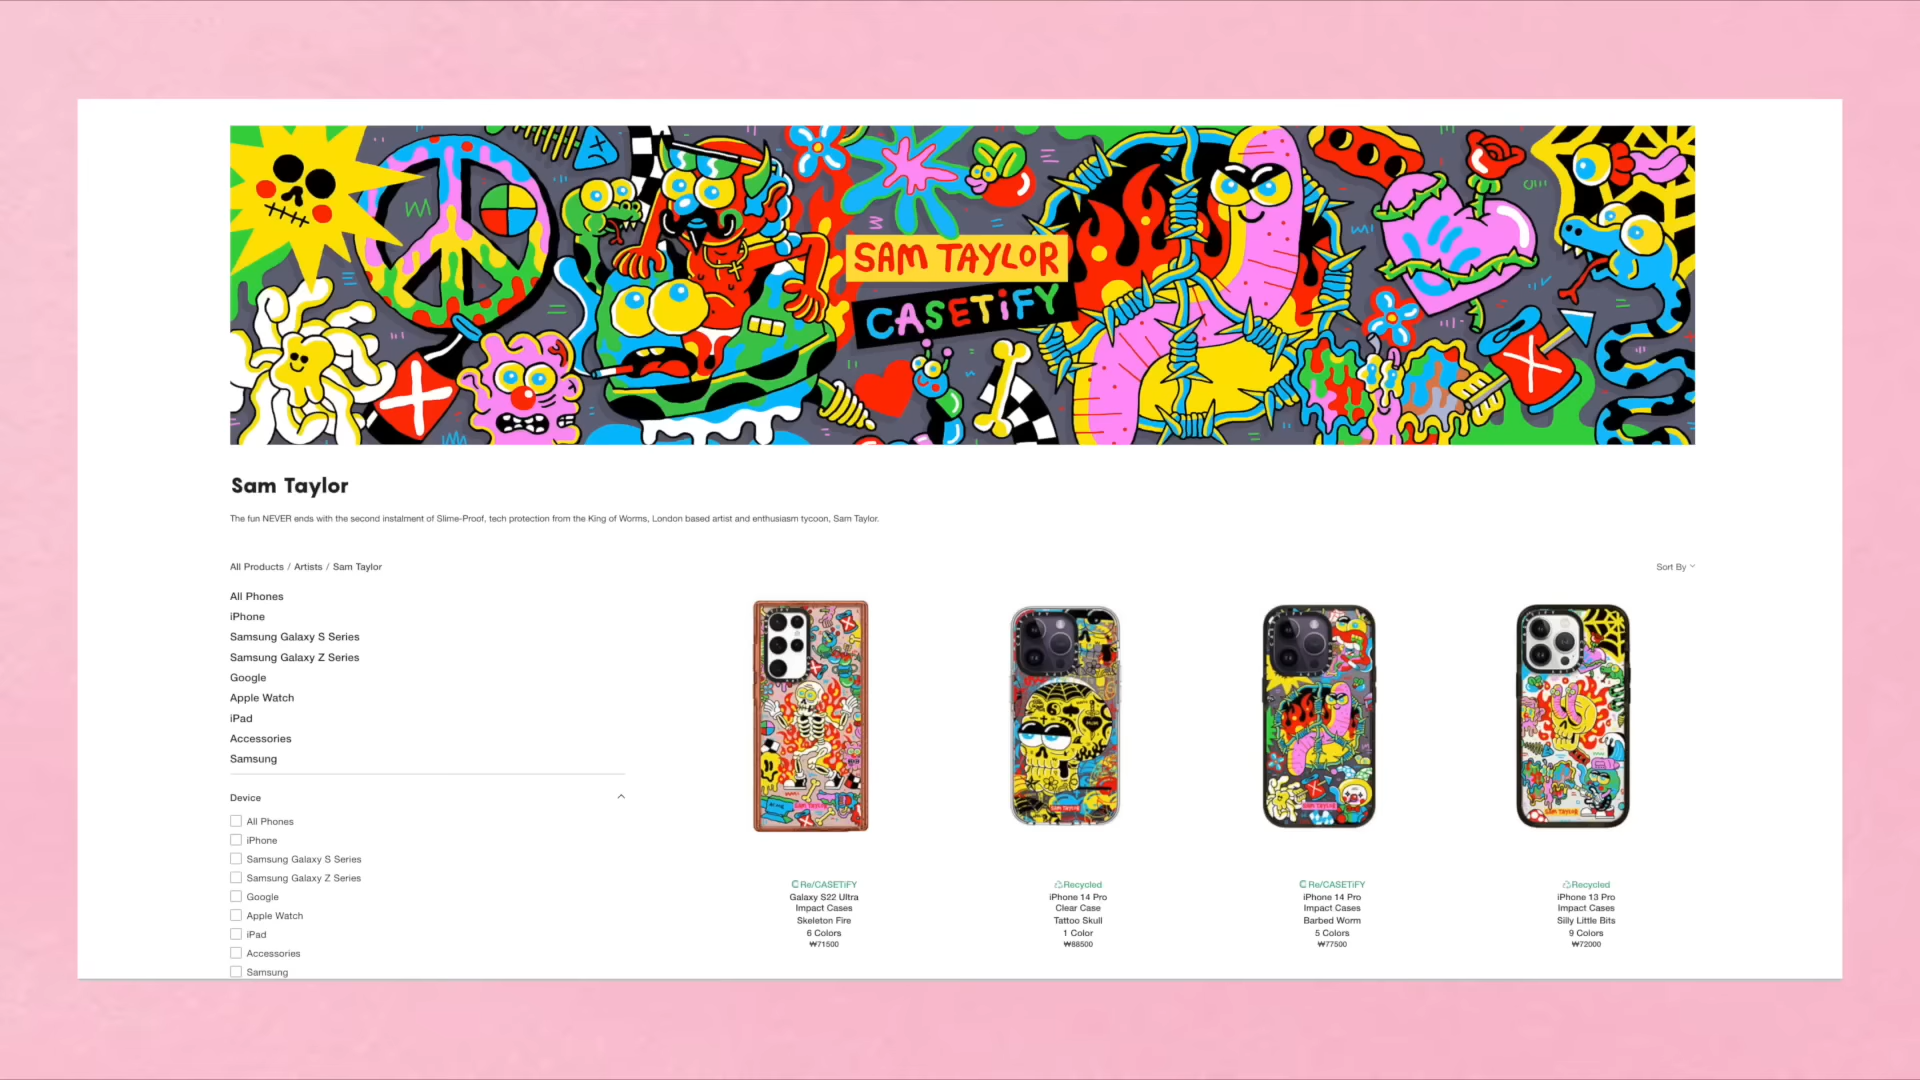 SAM TAYLOR
CASETiFY
Sam Taylor
The fun NEVER ends with the second instalment of Slime-Proof, tech protection from the King of Worms, London based artist and enthusiasm tycoon, Sam Taylor.
All Products / Artists / Sam Taylor
Sort By
All Phones
iPhone
Samsung Galaxy S Series
Samsung Galaxy Z Series
Google
Apple Watch
iPad
Accessories
Samsung
Device
All Phones
iPhone
Samsung Galaxy S Series
Samsung Galaxy Z Series
Google
Apple Watch
iPad
Accessories
Samsung
Re/CASETiFY
Galaxy S22 Ultra
Impact Cases
Skeleton Fire
6 Colors
₩71500
Recycled
iPhone 14 Pro
Clear Case
Tattoo Skull
1 Color
₩88500
Re/CASETiFY
iPhone 14 Pro
Impact Cases
Barbed Worm
5 Colors
₩77500
Recycled
iPhone 13 Pro
Impact Cases
Silly Little Bits
9 Colors
₩72000